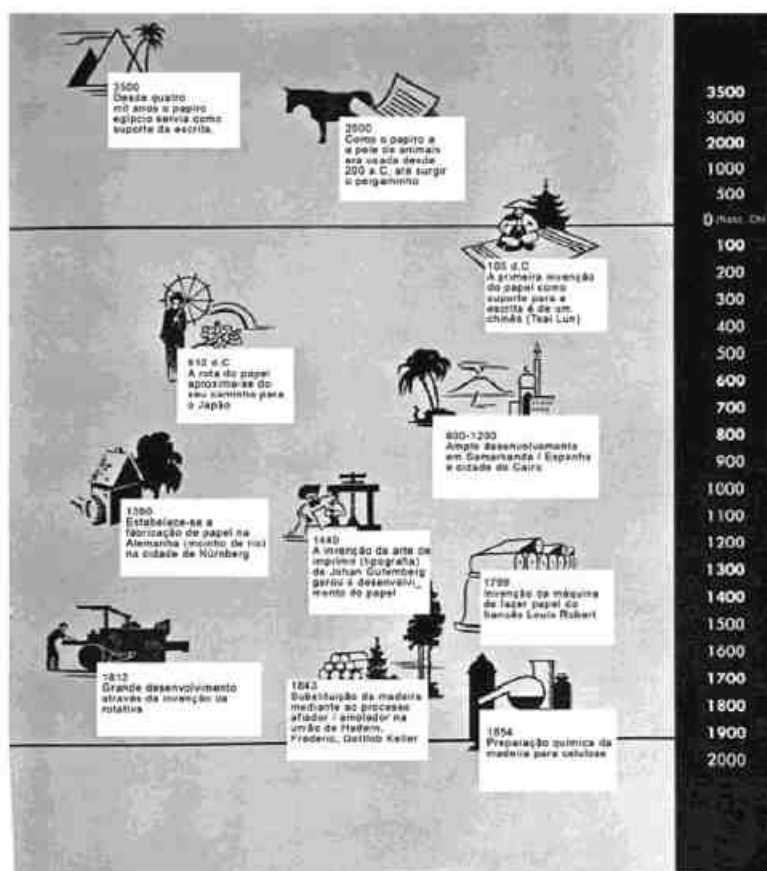 3500
Desde quatro
mil anos o papiro
egípcio servia como
suporte da escrita.
2000
Como o papiro a
a pele de animais
era usada desde
200 a.C. até surgir
o pergaminho
105 d.C
A primeira invenção
do papel como
suporte para a
escrita é de um
chinês (Tsai Lun)
610 d.C
A rota do papel
aproxima-se do
seu caminho para
o Japão
800-1200
Amplo desenvolvimento
em Samarkanda / Espanha
e cidade do Cairo
1390
Estabelece-se a
fabricação de papel na
Alemanha (moinho de rio)
na cidade de Nürnberg
1440
A invenção da arte de
imprimir (tipografia)
de Johan Gutemberg
gerou o desenvolvi_
mento do papel
1799
Invenção da máquina
de fazer papel do
francês Louis Robert
1812
Grande desenvolvimento
através da invenção da
rotativa
1843
Substituição da madeira
mediante ao processo
afiador / amolador na
união de Hadern,
Frederic, Gottlob Keller
1854
Preparação química da
madeira para celulose
3500
3000
2000
1000
500
0 (Nasc. Ch)
100
200
300
400
500
600
700
800
900
1000
1100
1200
1300
1400
1500
1600
1700
1800
1900
2000